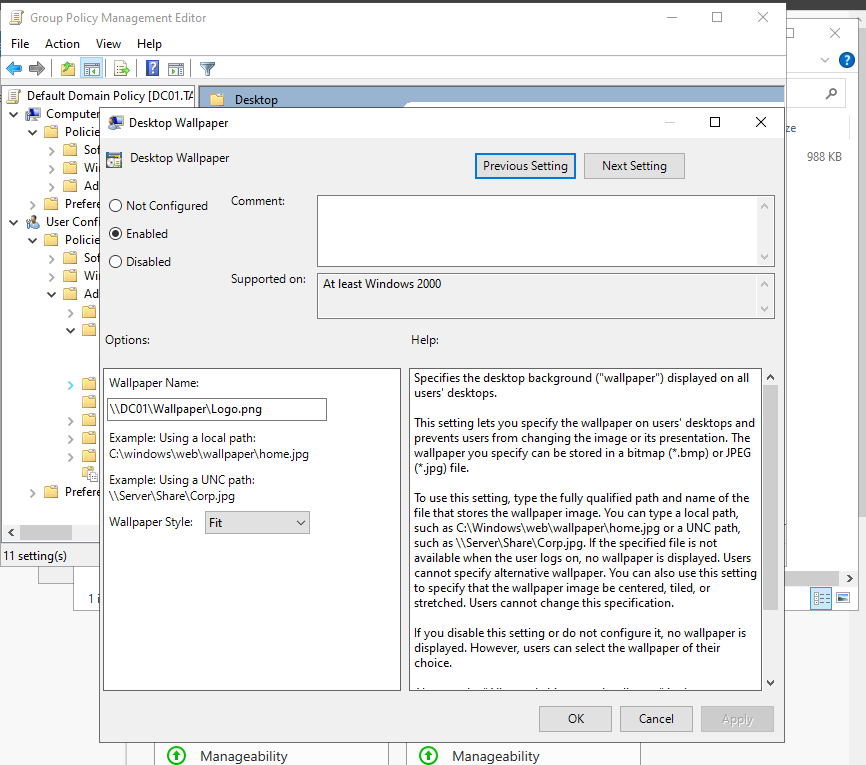 Group Policy Management Editor
File Action View Help
Default Domain Policy [DC01.TA
Desktop
Computer
Policie
Sof
Wi
Ad
Prefere
User Confi
Policie
Sof
Wi
Ad
Prefere
11 setting(s)
ze
988 KB
1 i
Desktop Wallpaper
Desktop Wallpaper
Previous Setting
Next Setting
Not Configured
Enabled
Disabled
Comment:
Supported on:
At least Windows 2000
Options:
Help:
Wallpaper Name:
\\DC01\Wallpaper\Logo.png
Example: Using a local path:
C:\windows\web\wallpaper\home.jpg
Example: Using a UNC path:
\\Server\Share\Corp.jpg
Wallpaper Style:
Fit
Specifies the desktop background ("wallpaper") displayed on all
users' desktops.
This setting lets you specify the wallpaper on users' desktops and
prevents users from changing the image or its presentation. The
wallpaper you specify can be stored in a bitmap (*.bmp) or JPEG
(*.jpg) file.
To use this setting, type the fully qualified path and name of the
file that stores the wallpaper image. You can type a local path,
such as C:\Windows\web\wallpaper\home.jpg or a UNC path,
such as \\Server\Share\Corp.jpg. If the specified file is not
available when the user logs on, no wallpaper is displayed. Users
cannot specify alternative wallpaper. You can also use this setting
to specify that the wallpaper image be centered, tiled, or
stretched. Users cannot change this specification.
If you disable this setting or do not configure it, no wallpaper is
displayed. However, users can select the wallpaper of their
choice.
OK
Cancel
Apply
Manageability
Manageability